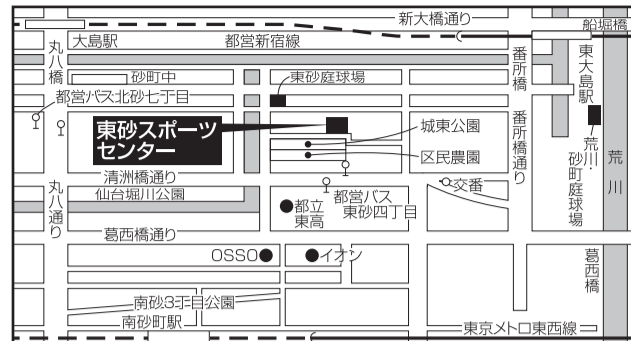 新大橋通り
船堀橋
大島駅
都営新宿線
丸八橋
番所橋
東大島駅
砂町中
東砂庭球場
都営バス北砂七丁目
東砂スポーツ
センター
城東公園
区民農園
番所橋通り
荒川・
砂町庭球場
荒川
清洲橋通り
仙台堀川公園
都営バス
東砂四丁目
交番
丸八通り
都立
東高
葛西橋通り
OSSO
イオン
葛西橋
南砂3丁目公園
南砂町駅
東京メトロ東西線